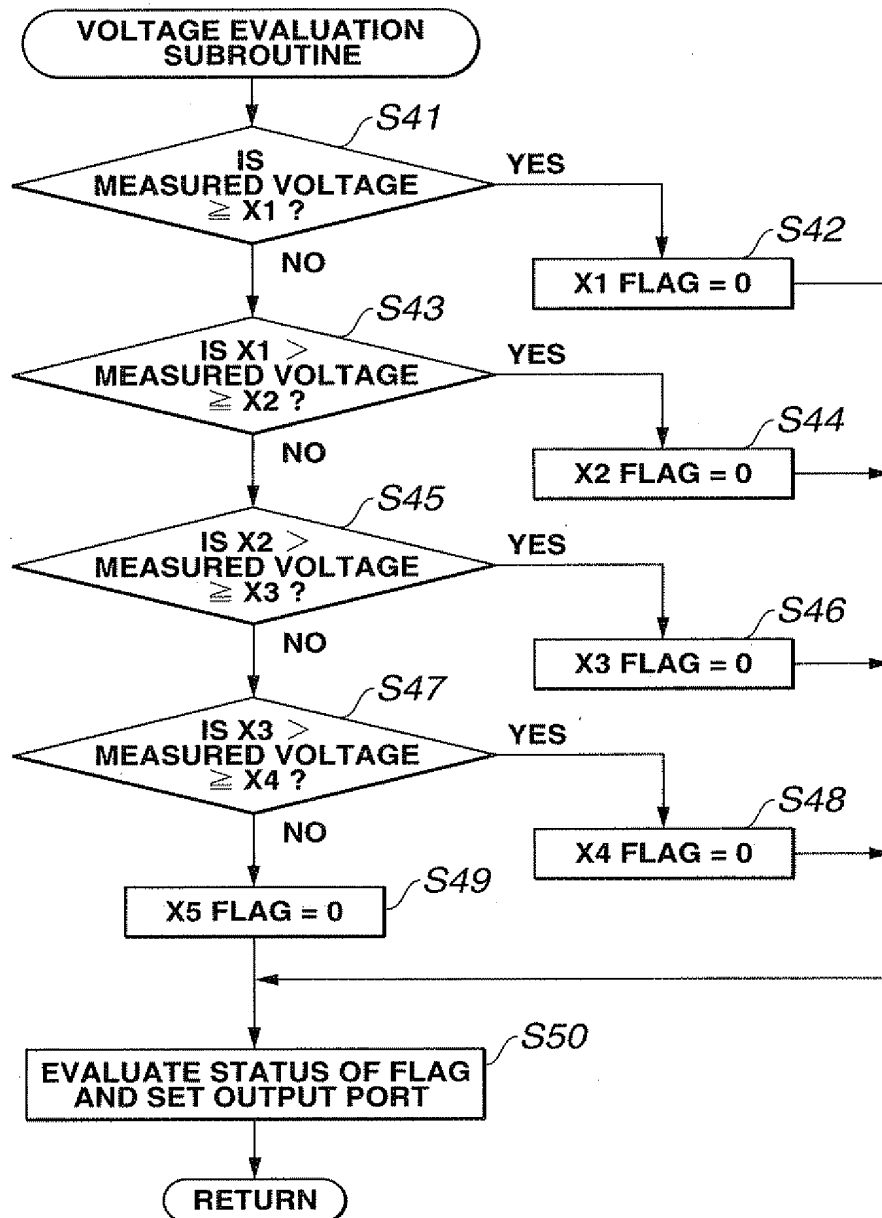 VOLTAGE EVALUATION
SUBROUTINE
S41
IS
MEASURED VOLTAGE
≧ X1 ?
YES
NO
S42
X1 FLAG = 0
S43
IS X1 >
MEASURED VOLTAGE
≧ X2 ?
YES
NO
S44
X2 FLAG = 0
S45
IS X2 >
MEASURED VOLTAGE
≧ X3 ?
YES
NO
S46
X3 FLAG = 0
S47
IS X3 >
MEASURED VOLTAGE
≧ X4 ?
YES
NO
S48
X4 FLAG = 0
S49
X5 FLAG = 0
S50
EVALUATE STATUS OF FLAG
AND SET OUTPUT PORT
RETURN